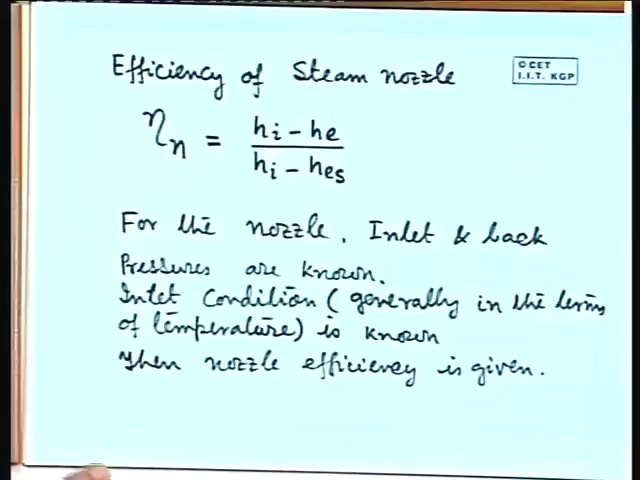 Efficiency of Steam nozzle
© CET
I.I.T. KGP
ηn = hi - he / hi - hes
For the nozzle, Inlet & back
Pressures are known.
Inlet Condition (generally in the terms
of temperature) is known
Then nozzle efficiency is given.